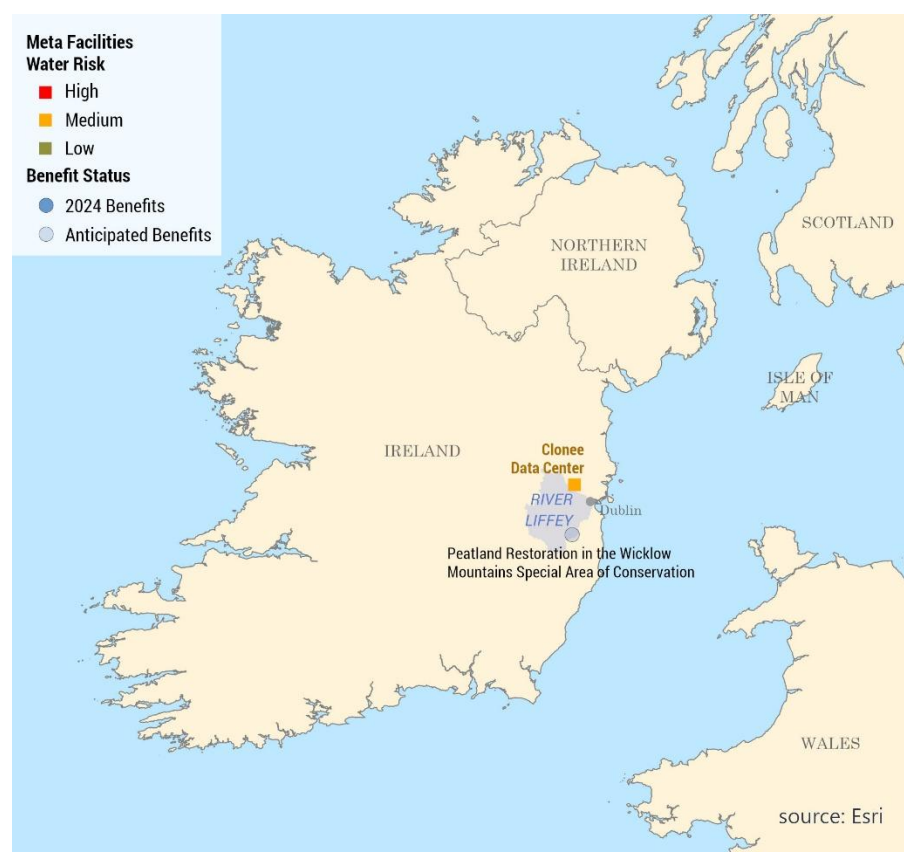 Meta Facilities
Water Risk
High
Medium
Low
Benefit Status
2024 Benefits
Anticipated Benefits
SCOTLAND
NORTHERN
IRELAND
ISLE OF
MAN
IRELAND
Clonee
Data Center
RIVER
LIFFEY
Dublin
Peatland Restoration in the Wicklow
Mountains Special Area of Conservation
WALES
source: Esri